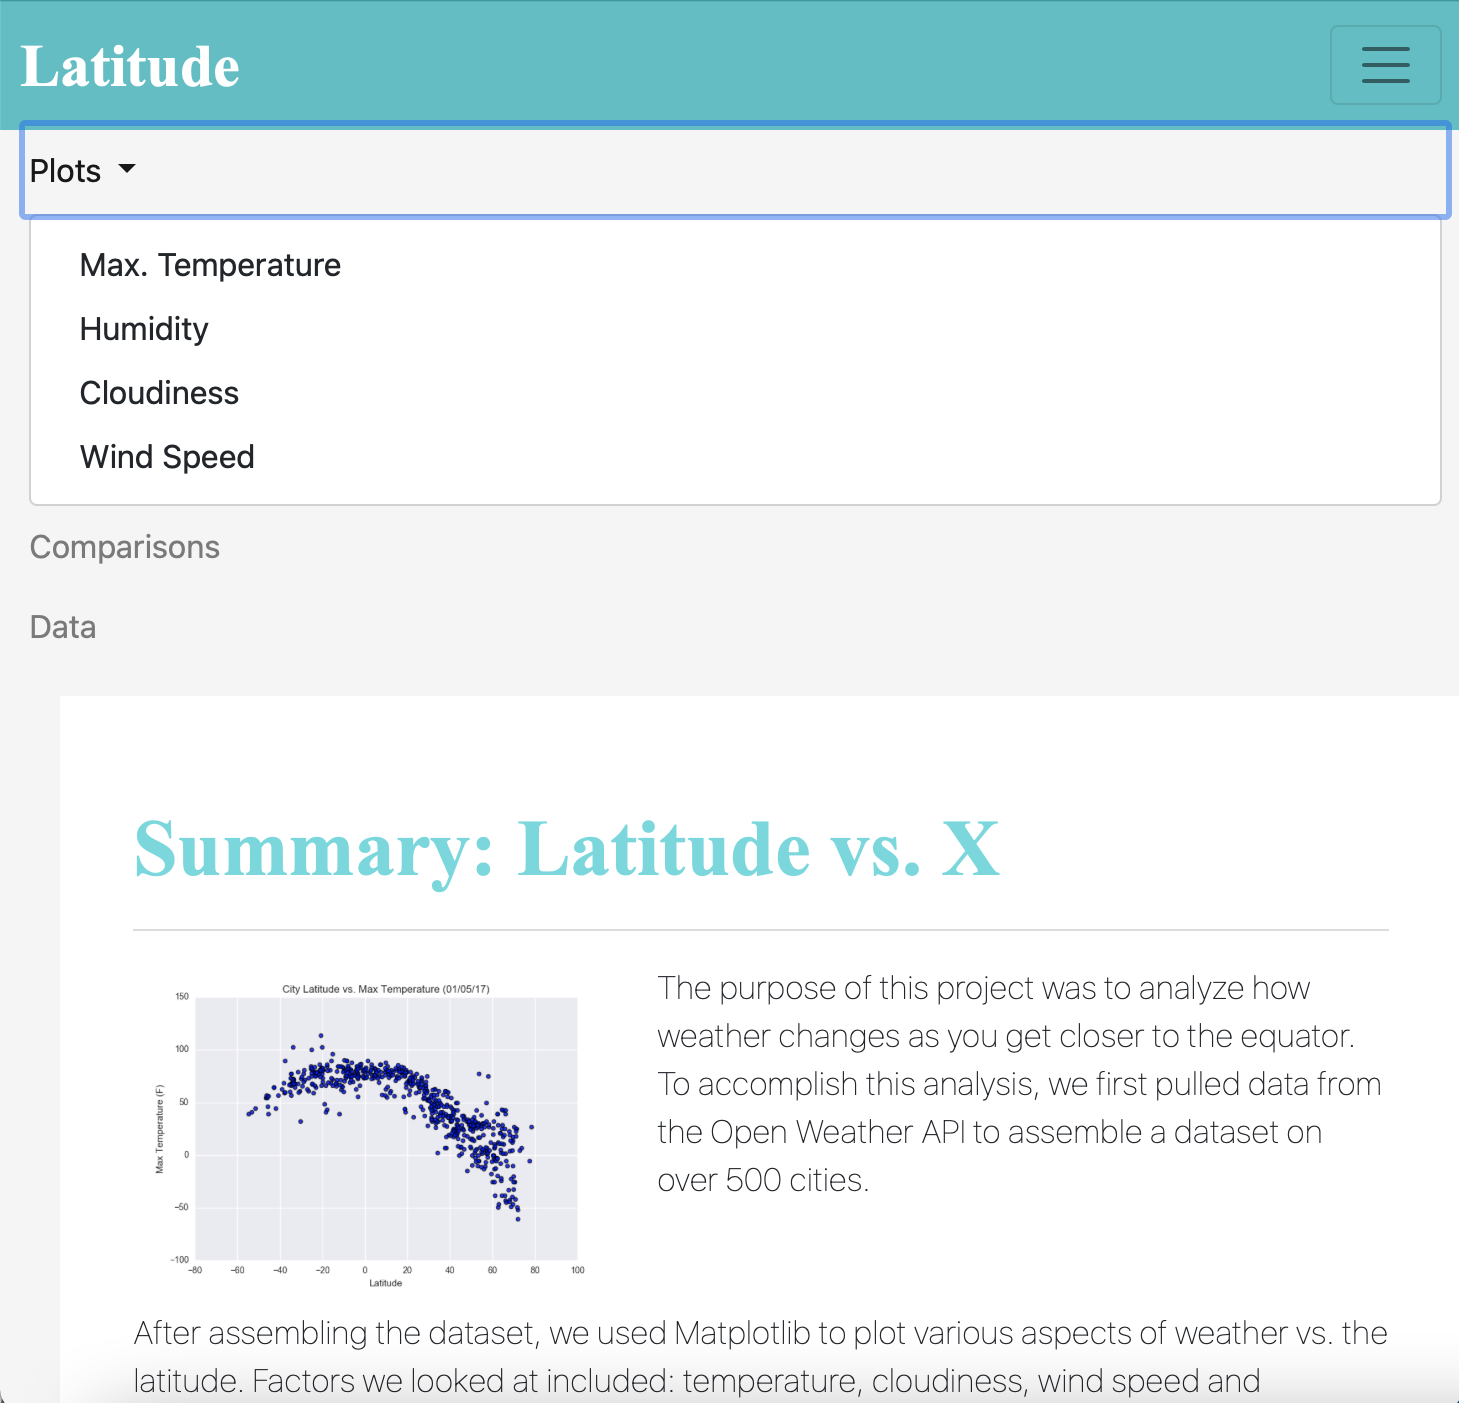 Latitude
Plots
Max. Temperature
Humidity
Cloudiness
Wind Speed
Comparisons
Data
Summary: Latitude vs. X
City Latitude vs. Max Temperature (01/05/17)
150
100
50
0
−50
−100
Max Temperature (F)
−80 −60 −40 −20 0 20 40 60 80 100
Latitude
The purpose of this project was to analyze how
weather changes as you get closer to the equator.
To accomplish this analysis, we first pulled data from
the Open Weather API to assemble a dataset on
over 500 cities.
After assembling the dataset, we used Matplotlib to plot various aspects of weather vs. the
latitude. Factors we looked at included: temperature, cloudiness, wind speed and